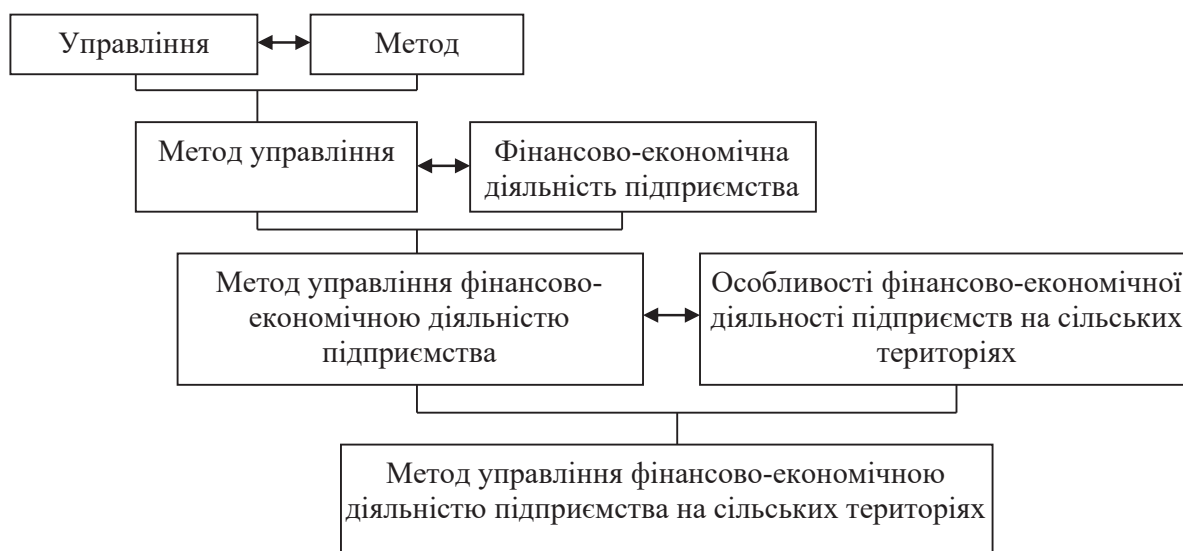 Управління
Метод
Метод управління
Фінансово-економічна
діяльність підприємства
Метод управління фінансово-
економічною діяльністю
підприємства
Особливості фінансово-економічної
діяльності підприємств на сільських
територіях
Метод управління фінансово-економічною
діяльністю підприємства на сільських територіях